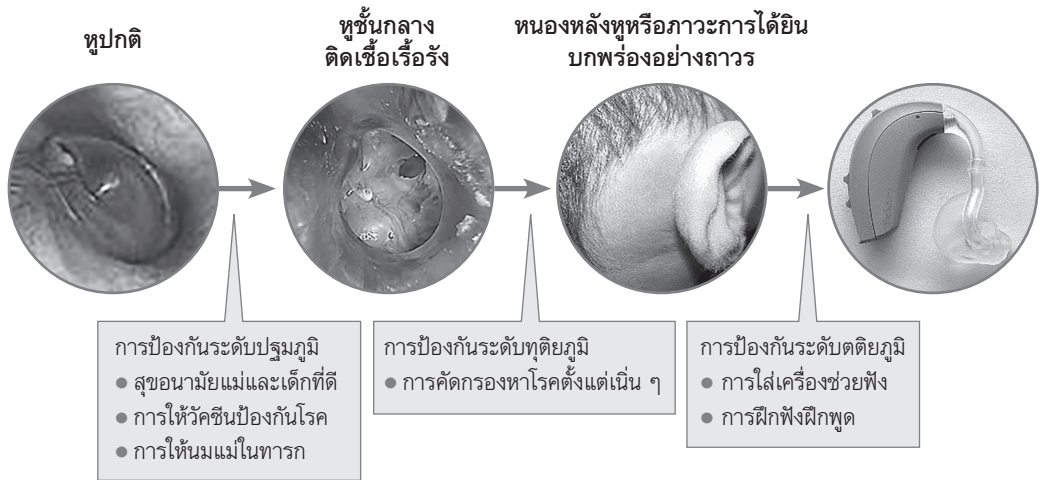 หูปกติ
หูชั้นกลาง
ติดเชื้อเรื้อรัง
หนองหลังหูหรือภาวะการได้ยิน
บกพร่องอย่างถาวร
การป้องกันระดับปฐมภูมิ
● สุขอนามัยแม่และเด็กที่ดี
● การให้วัคซีนป้องกันโรค
● การให้นมแม่ในทารก
การป้องกันระดับทุติยภูมิ
● การคัดกรองหาโรคตั้งแต่เนิ่น ๆ
การป้องกันระดับตติยภูมิ
● การใส่เครื่องช่วยฟัง
● การฝึกฟังฝึกพูด